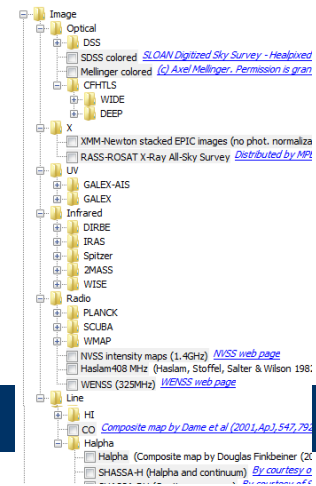 Image
Optical
DSS
SDSS colored SLOAN Digitized Sky Survey - Healpixed
Mellinger colored (c) Axel Mellinger. Permission is gran
CFHTLS
WIDE
DEEP
X
XMM-Newton stacked EPIC images (no phot. normaliza
RASS-ROSAT X-Ray All-Sky Survey Distributed by MPE
UV
GALEX-AIS
GALEX
Infrared
DIRBE
IRAS
Spitzer
2MASS
WISE
Radio
PLANCK
SCUBA
WMAP
NVSS intensity maps (1.4GHz) NVSS web page
Haslam408 MHz (Haslam, Stoffel, Salter & Wilson 1982
WENSS (325MHz) WENSS web page
Line
HI
CO Composite map by Dame et al (2001,ApJ,547,792
Halpha
Halpha (Composite map by Douglas Finkbeiner (20
SHASSA-H (Halpha and continuum) By courtesy o